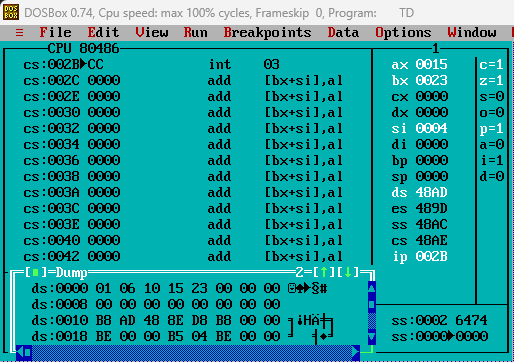 DOSBox 0.74, Cpu speed: max 100% cycles, Frameskip 0, Program: TD
≡ File Edit View Run Breakpoints Data Options Window
CPU 80486 1
cs:002B►CC int 03 ax 0015 c=1
cs:002C 0000 add [bx+si],al bx 0023 z=1
cs:002E 0000 add [bx+si],al cx 0000 s=0
cs:0030 0000 add [bx+si],al dx 0000 o=0
cs:0032 0000 add [bx+si],al si 0004 p=1
cs:0034 0000 add [bx+si],al di 0000 a=0
cs:0036 0000 add [bx+si],al bp 0000 i=1
cs:0038 0000 add [bx+si],al sp 0000 d=0
cs:003A 0000 add [bx+si],al ds 48AD
cs:003C 0000 add [bx+si],al es 489D
cs:003E 0000 add [bx+si],al ss 48AC
cs:0040 0000 add [bx+si],al cs 48AE
cs:0042 0000 add [bx+si],al ip 002B
[■]=Dump 2=[↑][↓]
ds:0000 01 06 10 15 23 00 00 00 ☺♠►§#
ds:0008 00 00 00 00 00 00 00 00
ds:0010 B8 AD 48 8E D8 B8 00 00 ╕¡HÄ╪╕ ss:0002 6474
ds:0018 BE 00 00 B5 04 BE 00 00 ╛ ╡♦╛ ss:0000►0000